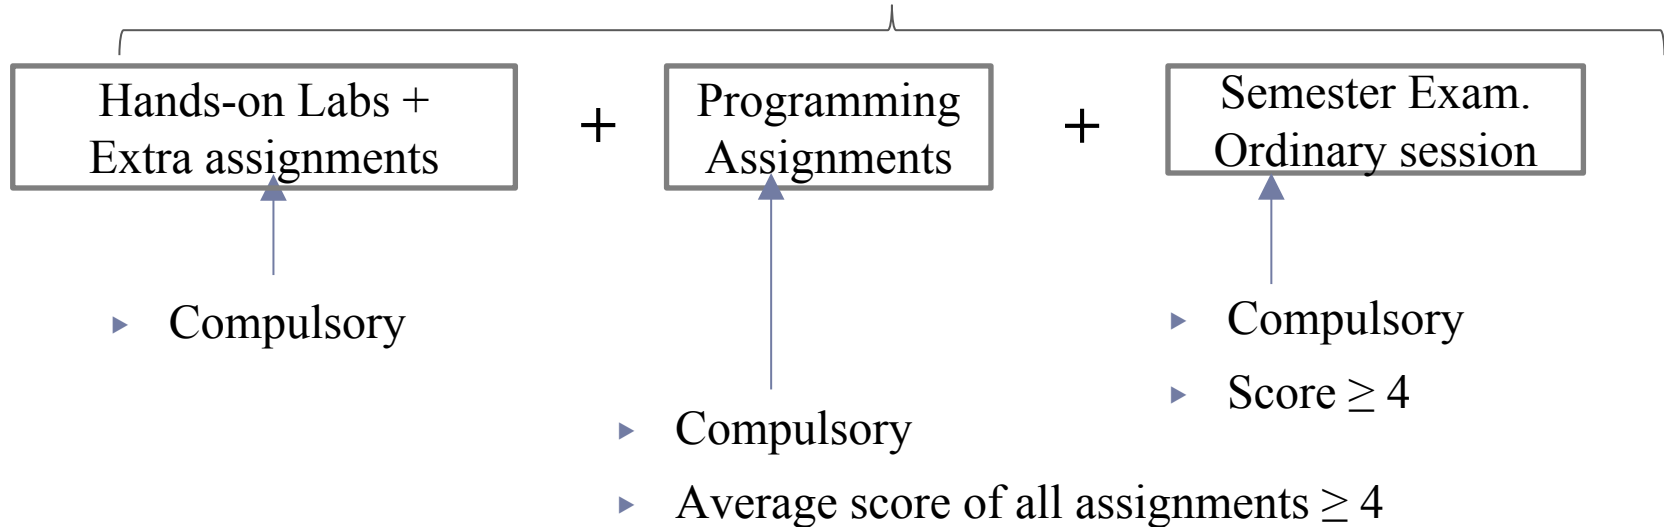 Hands-on Labs +
Extra assignments
+
Programming
Assignments
+
Semester Exam.
Ordinary session
▸ Compulsory
▸ Compulsory
▸ Average score of all assignments ≥ 4
▸ Compulsory
▸ Score ≥ 4